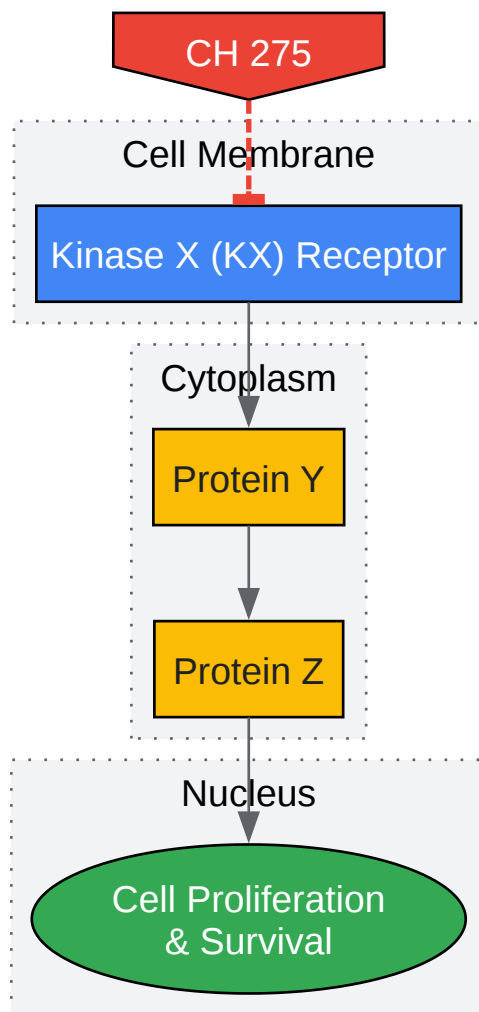 CH 275
Cell Membrane
Kinase X (KX) Receptor
Cytoplasm
Protein Y
Protein Z
Nucleus
Cell Proliferation
& Survival